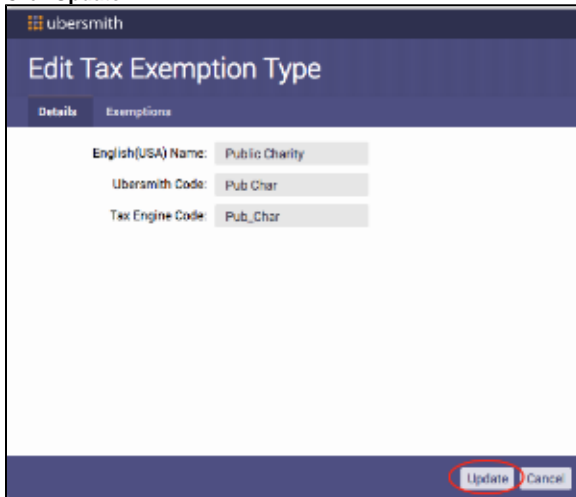 ubersmith
Edit Tax Exemption Type
Details Exemptions
English(USA) Name: Public Charity
Ubersmith Code: Pub Char
Tax Engine Code: Pub_Char
Update Cancel